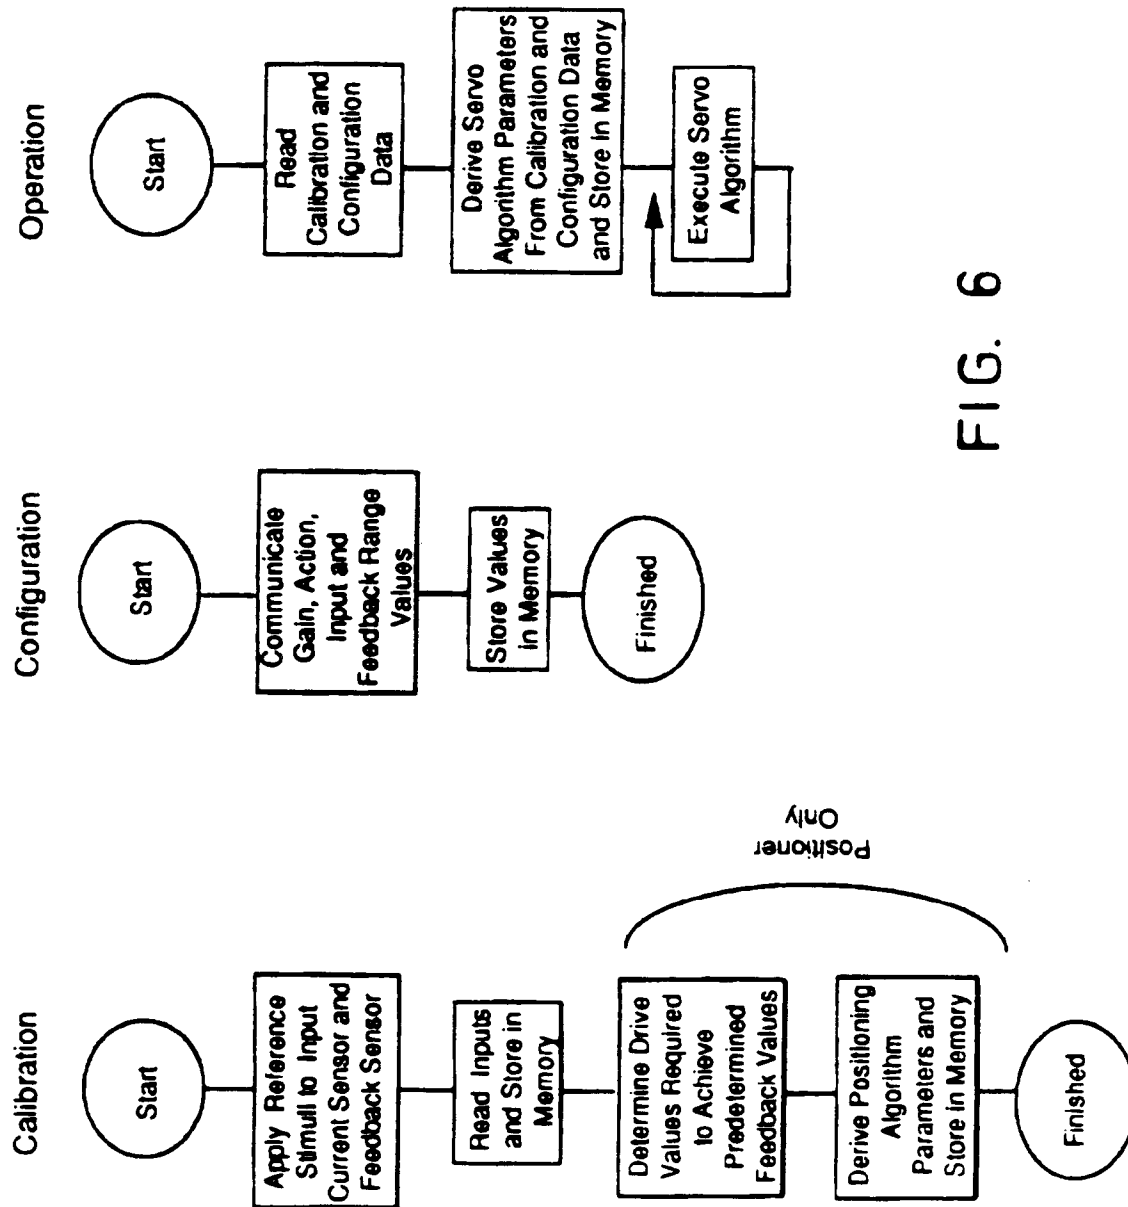 Calibration
Start
Apply Reference
Stimuli to Input
Current Sensor and
Feedback Sensor
Read Inputs
and Store in
Memory
Determine Drive
Values Required
to Achieve
Predetermined
Feedback Values
Derive Positioning
Algorithm
Parameters and
Store in Memory
Finished
Positioner
Only
Configuration
Start
Communicate
Gain, Action,
Input and
Feedback Range
Values
Store Values
in Memory
Finished
Operation
Start
Read
Calibration and
Configuration
Data
Derive Servo
Algorithm Parameters
From Calibration and
Configuration Data
and Store in Memory
Execute Servo
Algorithm
FIG. 6